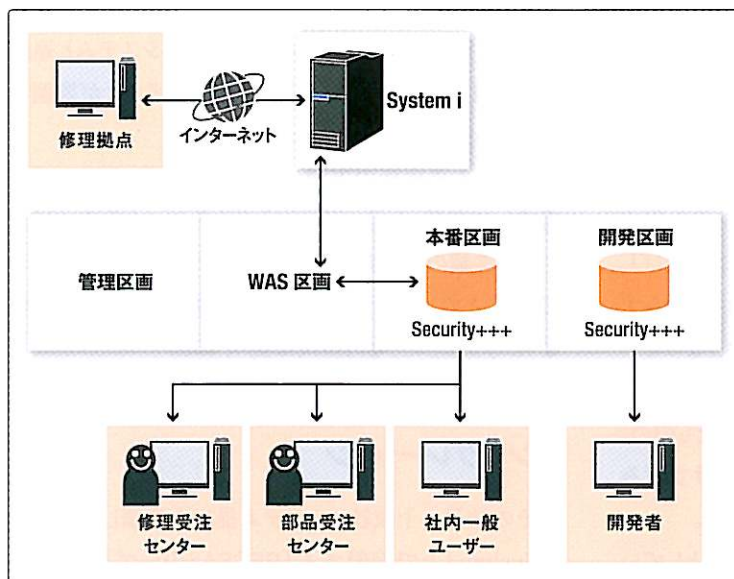 修理拠点
インターネット
System i
管理区画
WAS 区画
本番区画
Security+++
開発区画
Security+++
修理受注
センター
部品受注
センター
社内一般
ユーザー
開発者